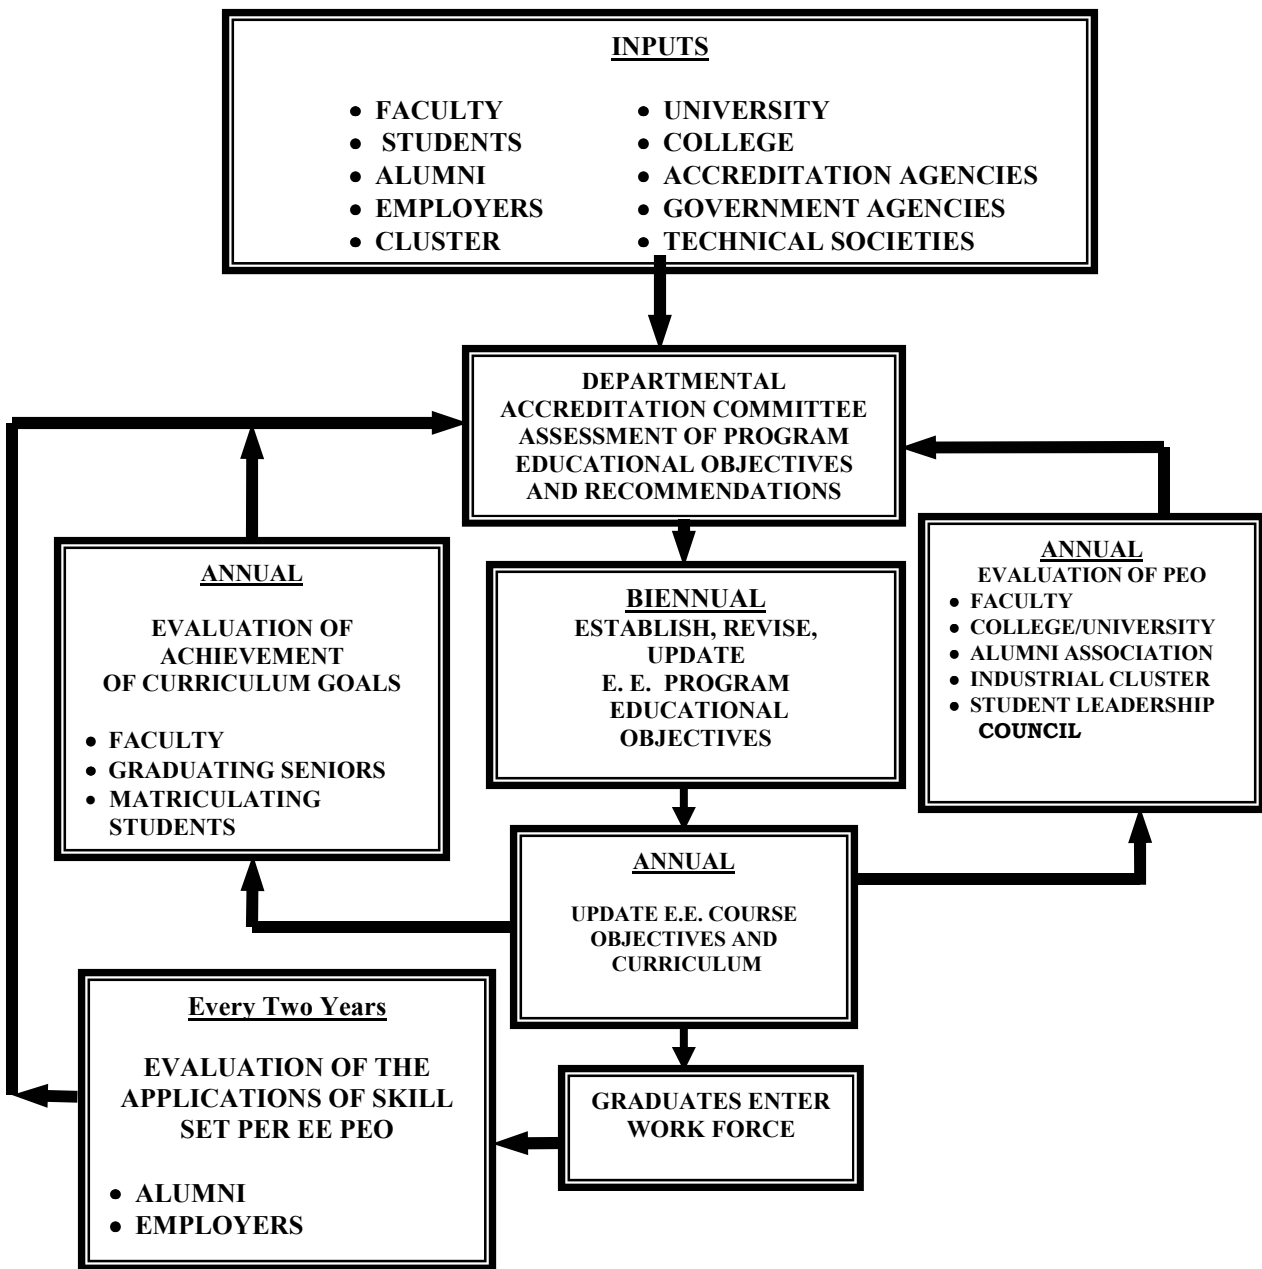 INPUTS
• FACULTY
• STUDENTS
• ALUMNI
• EMPLOYERS
• CLUSTER
• UNIVERSITY
• COLLEGE
• ACCREDITATION AGENCIES
• GOVERNMENT AGENCIES
• TECHNICAL SOCIETIES
DEPARTMENTAL
ACCREDITATION COMMITTEE
ASSESSMENT OF PROGRAM
EDUCATIONAL OBJECTIVES
AND RECOMMENDATIONS
ANNUAL
EVALUATION OF
ACHIEVEMENT
OF CURRICULUM GOALS
• FACULTY
• GRADUATING SENIORS
• MATRICULATING
STUDENTS
BIENNUAL
ESTABLISH, REVISE,
UPDATE
E. E. PROGRAM
EDUCATIONAL
OBJECTIVES
ANNUAL
EVALUATION OF PEO
• FACULTY
• COLLEGE/UNIVERSITY
• ALUMNI ASSOCIATION
• INDUSTRIAL CLUSTER
• STUDENT LEADERSHIP
COUNCIL
ANNUAL
UPDATE E.E. COURSE
OBJECTIVES AND
CURRICULUM
Every Two Years
EVALUATION OF THE
APPLICATIONS OF SKILL
SET PER EE PEO
• ALUMNI
• EMPLOYERS
GRADUATES ENTER
WORK FORCE